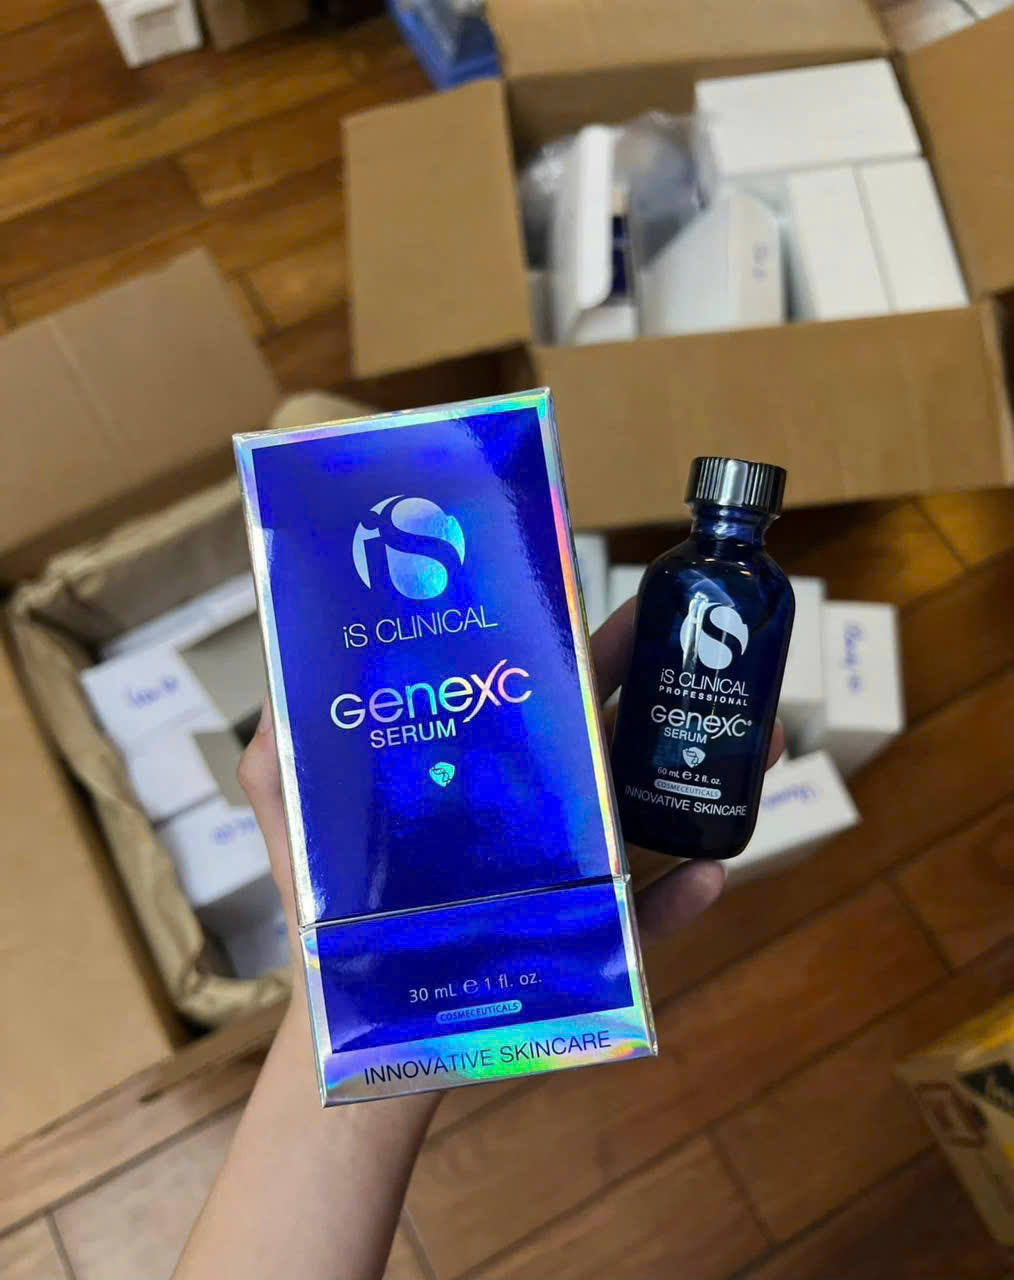 iS
iS CLINICAL
GeneXC
SERUM
30 mL ℮ 1 fl. oz.
COSMECEUTICALS
INNOVATIVE SKINCARE
iS
iS CLINICAL
PROFESSIONAL
GeneXC®
SERUM
60 mL ℮ 2 fl. oz.
COSMECEUTICALS
INNOVATIVE SKINCARE